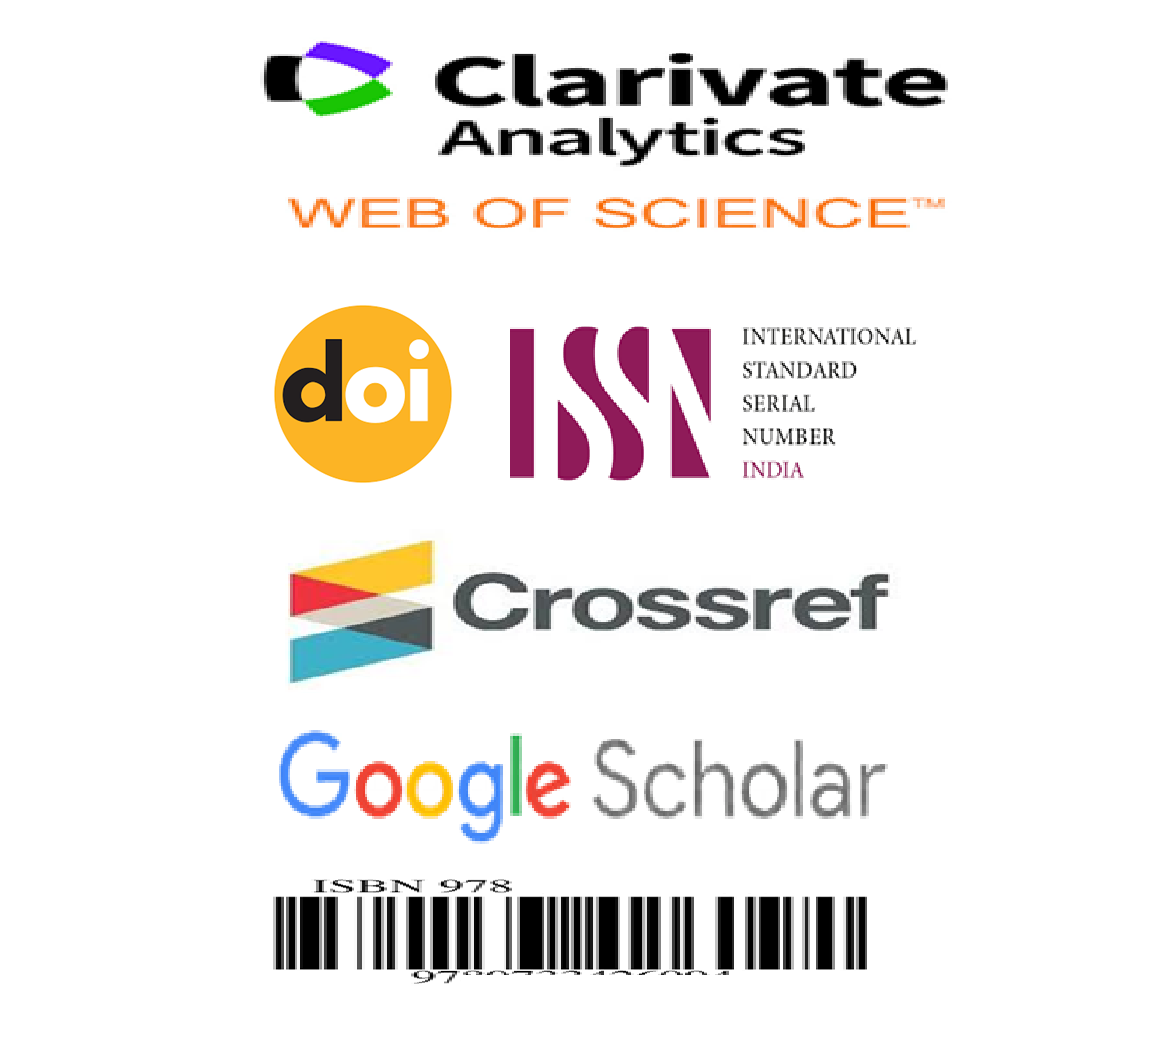 Clarivate
Analytics
WEB OF SCIENCE™
doi
ISSN
INTERNATIONAL
STANDARD
SERIAL
NUMBER
INDIA
Crossref
Google Scholar
ISBN 978